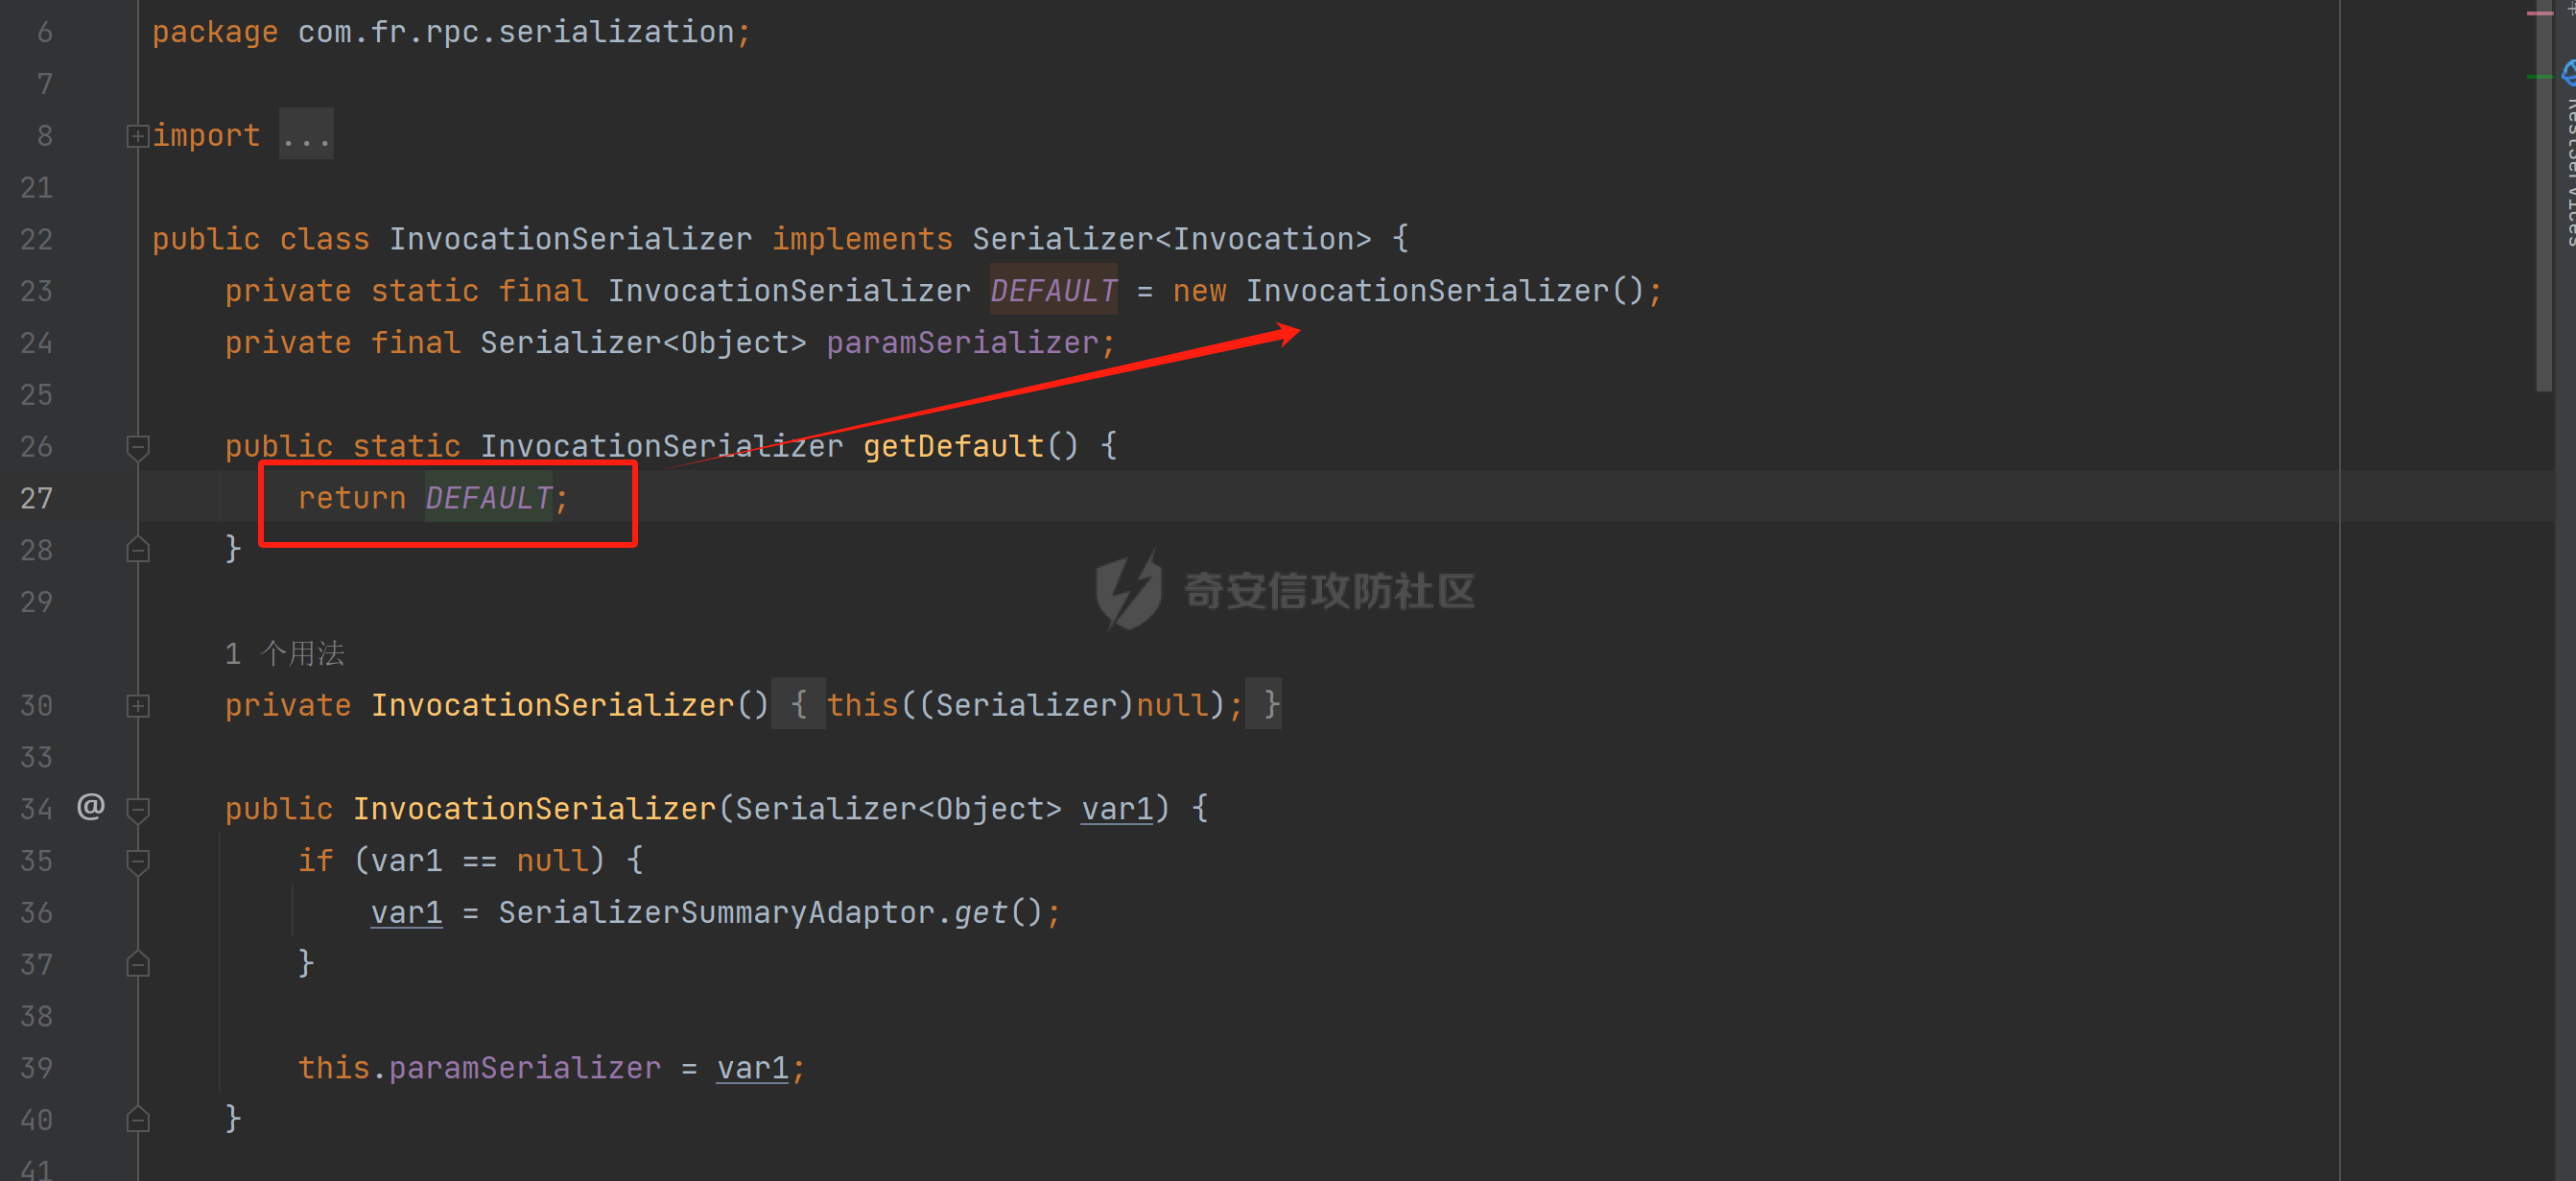 6 package com.fr.rpc.serialization;
7
8 import ...
21
22 public class InvocationSerializer implements Serializer<Invocation> {
23 private static final InvocationSerializer DEFAULT = new InvocationSerializer();
24 private final Serializer<Object> paramSerializer;
25
26 public static InvocationSerializer getDefault() {
27 return DEFAULT;
28 }
29
奇安信攻防社区
1 个用法
30 private InvocationSerializer() { this((Serializer)null); }
33
34 @ public InvocationSerializer(Serializer<Object> var1) {
35 if (var1 == null) {
36 var1 = SerializerSummaryAdaptor.get();
37 }
38
39 this.paramSerializer = var1;
40 }
41
RestServices